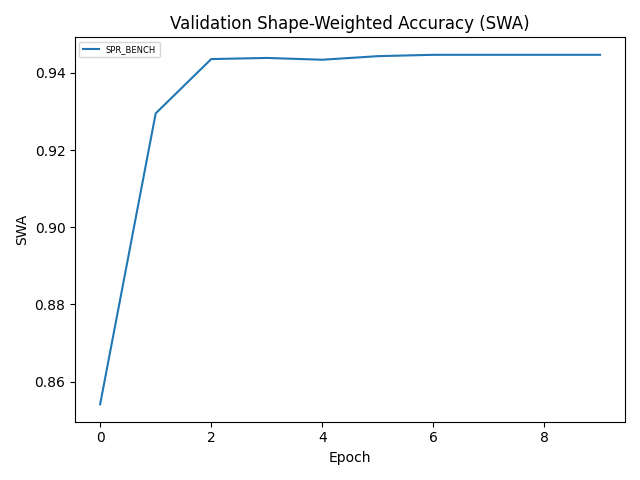 Validation Shape-Weighted Accuracy (SWA)
SPR_BENCH
0.94
0.92
0.90
0.88
0.86
SWA
0 2 4 6 8
Epoch